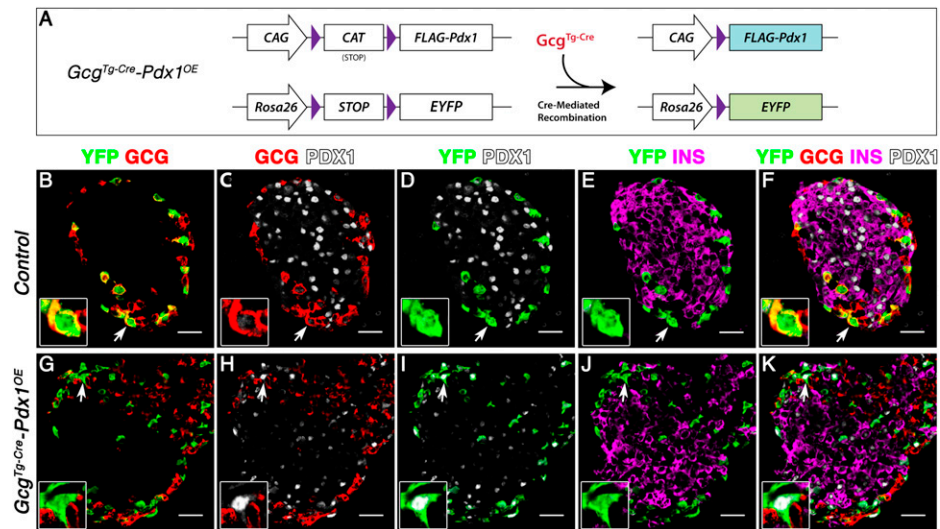 A
CAG CAT FLAG-Pdx1 CAG FLAG-Pdx1
(STOP)
Gcg^Tg-Cre
Gcg^Tg-Cre-Pdx1^OE
Rosa26 STOP EYFP Cre-Mediated Rosa26 EYFP
Recombination
YFP GCG GCG PDX1 YFP PDX1 YFP INS YFP GCG INS PDX1
B C D E F
Control
G H I J K
Gcg^Tg-Cre-Pdx1^OE